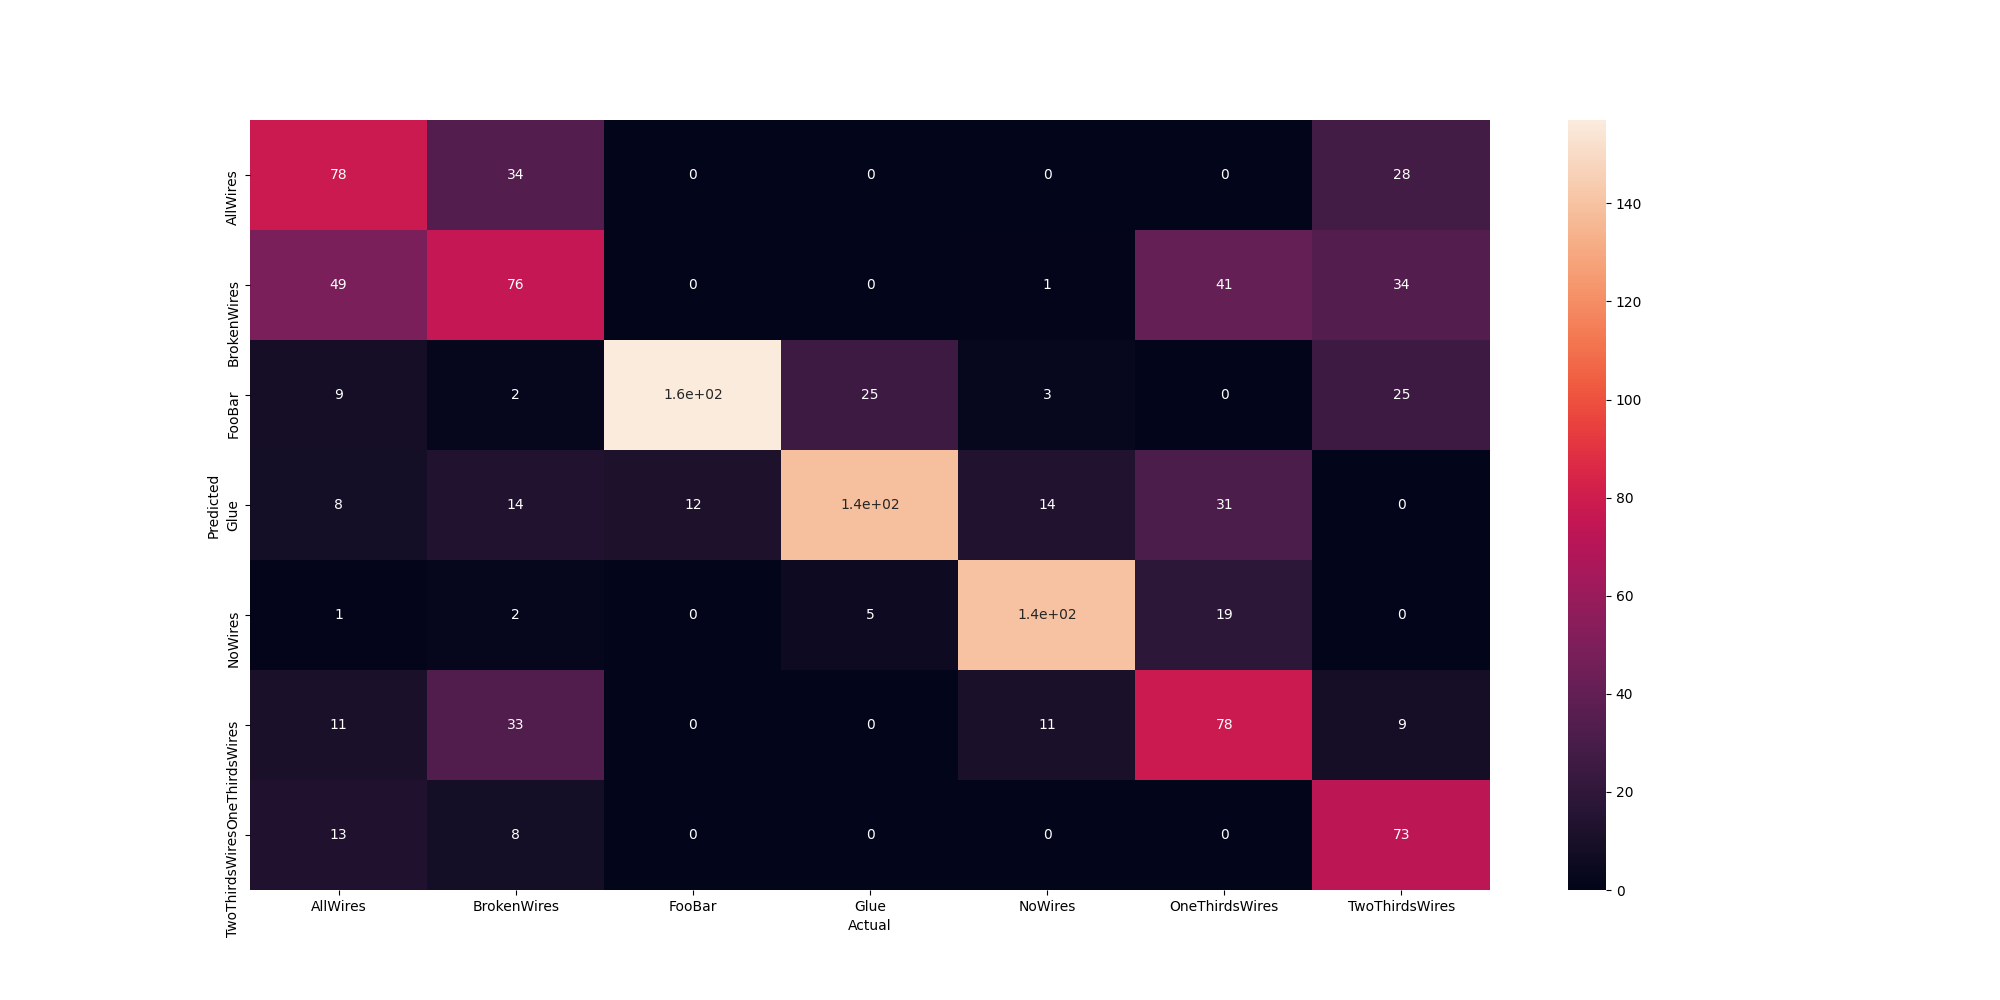 AllWires 78 34 0 0 0 0 28
BrokenWires 49 76 0 0 1 41 34
FooBar 9 2 1.6e+02 25 3 0 25
Glue 8 14 12 1.4e+02 14 31 0
NoWires 1 2 0 5 1.4e+02 19 0
OneThirdsWires 11 33 0 0 11 78 9
TwoThirdsWires 13 8 0 0 0 0 73
Predicted
AllWires BrokenWires FooBar Glue NoWires OneThirdsWires TwoThirdsWires
Actual
140
120
100
80
60
40
20
0